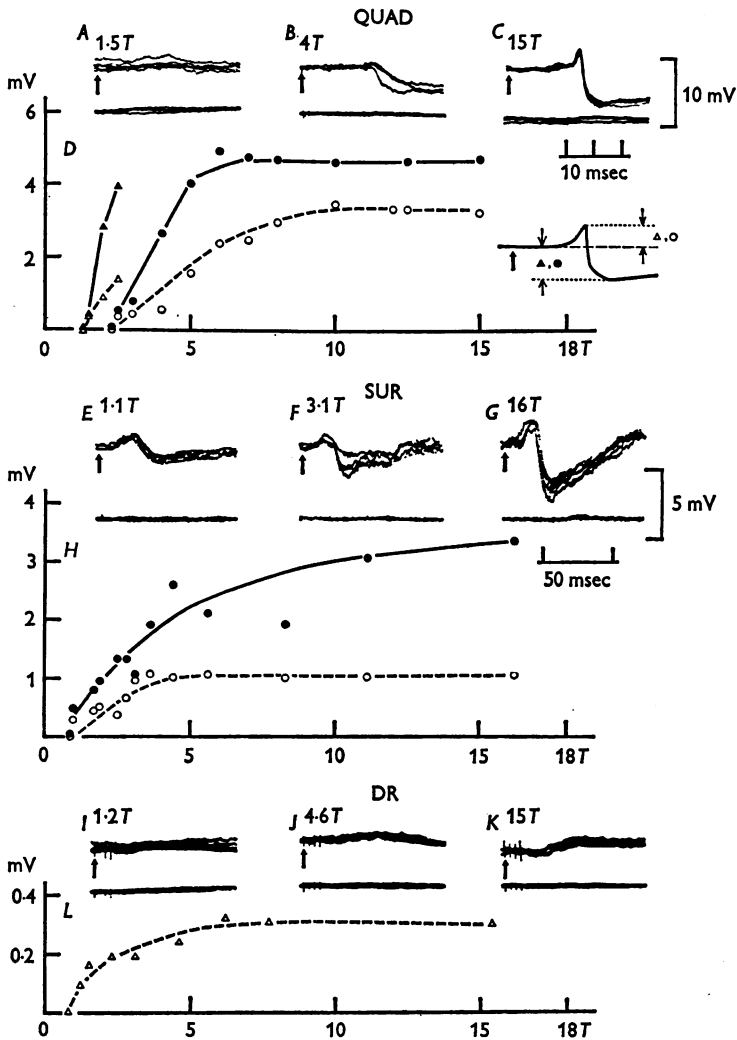 QUAD
A 1·5T
B 4T
C 15T
10 mV
10 msec
mV
6
4
2
D
▲,●
△,○
0 5 10 15 18T
SUR
E 1·1T
F 3·1T
G 16T
5 mV
50 msec
mV
4
3
2
1
H
0 5 10 15 18T
DR
I 1·2T
J 4·6T
K 15T
mV
0·4
0·2
L
0 5 10 15 18T